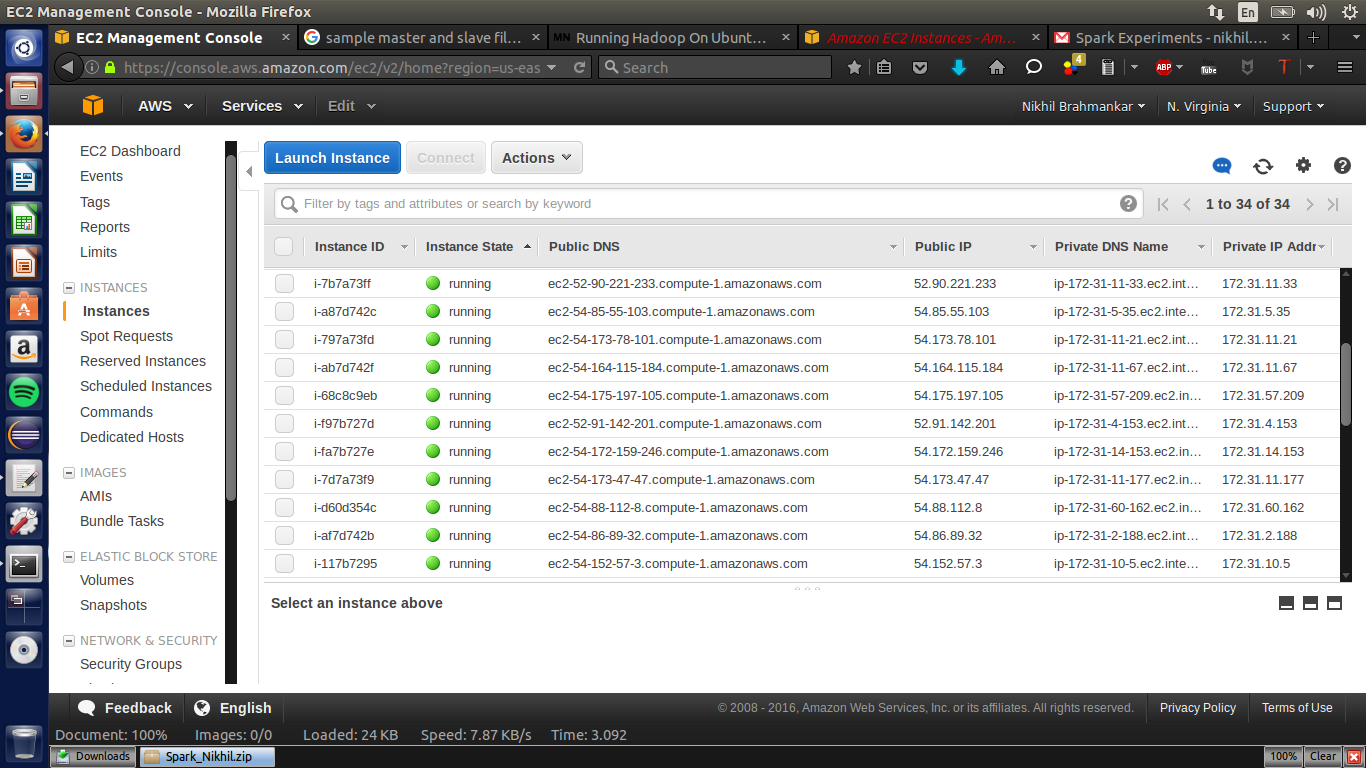 EC2 Management Console - Mozilla Firefox
En
EC2 Management Console
sample master and slave fil...
MN Running Hadoop On Ubunt...
Amazon EC2 Instances - Am...
Spark Experiments - nikhil....
https://console.aws.amazon.com/ec2/v2/home?region=us-eas
Search
4
ABP
You Tube
AWS Services Edit
Nikhil Brahmankar N. Virginia Support
EC2 Dashboard
Events
Tags
Reports
Limits
INSTANCES
Instances
Spot Requests
Reserved Instances
Scheduled Instances
Commands
Dedicated Hosts
IMAGES
AMIs
Bundle Tasks
ELASTIC BLOCK STORE
Volumes
Snapshots
NETWORK & SECURITY
Security Groups
Launch Instance Connect Actions
Filter by tags and attributes or search by keyword
1 to 34 of 34
Instance ID Instance State Public DNS Public IP Private DNS Name Private IP Addr
i-7b7a73ff running ec2-52-90-221-233.compute-1.amazonaws.com 52.90.221.233 ip-172-31-11-33.ec2.int... 172.31.11.33
i-a87d742c running ec2-54-85-55-103.compute-1.amazonaws.com 54.85.55.103 ip-172-31-5-35.ec2.inte... 172.31.5.35
i-797a73fd running ec2-54-173-78-101.compute-1.amazonaws.com 54.173.78.101 ip-172-31-11-21.ec2.int... 172.31.11.21
i-ab7d742f running ec2-54-164-115-184.compute-1.amazonaws.com 54.164.115.184 ip-172-31-11-67.ec2.int... 172.31.11.67
i-68c8c9eb running ec2-54-175-197-105.compute-1.amazonaws.com 54.175.197.105 ip-172-31-57-209.ec2.in... 172.31.57.209
i-f97b727d running ec2-52-91-142-201.compute-1.amazonaws.com 52.91.142.201 ip-172-31-4-153.ec2.int... 172.31.4.153
i-fa7b727e running ec2-54-172-159-246.compute-1.amazonaws.com 54.172.159.246 ip-172-31-14-153.ec2.in... 172.31.14.153
i-7d7a73f9 running ec2-54-173-47-47.compute-1.amazonaws.com 54.173.47.47 ip-172-31-11-177.ec2.in... 172.31.11.177
i-d60d354c running ec2-54-88-112-8.compute-1.amazonaws.com 54.88.112.8 ip-172-31-60-162.ec2.in... 172.31.60.162
i-af7d742b running ec2-54-86-89-32.compute-1.amazonaws.com 54.86.89.32 ip-172-31-2-188.ec2.int... 172.31.2.188
i-117b7295 running ec2-54-152-57-3.compute-1.amazonaws.com 54.152.57.3 ip-172-31-10-5.ec2.inte... 172.31.10.5
Select an instance above
Feedback English
© 2008 - 2016, Amazon Web Services, Inc. or its affiliates. All rights reserved. Privacy Policy Terms of Use
Document: 100% Images: 0/0 Loaded: 24 KB Speed: 7.87 KB/s Time: 3.092
Downloads Spark_Nikhil.zip
100% Clear